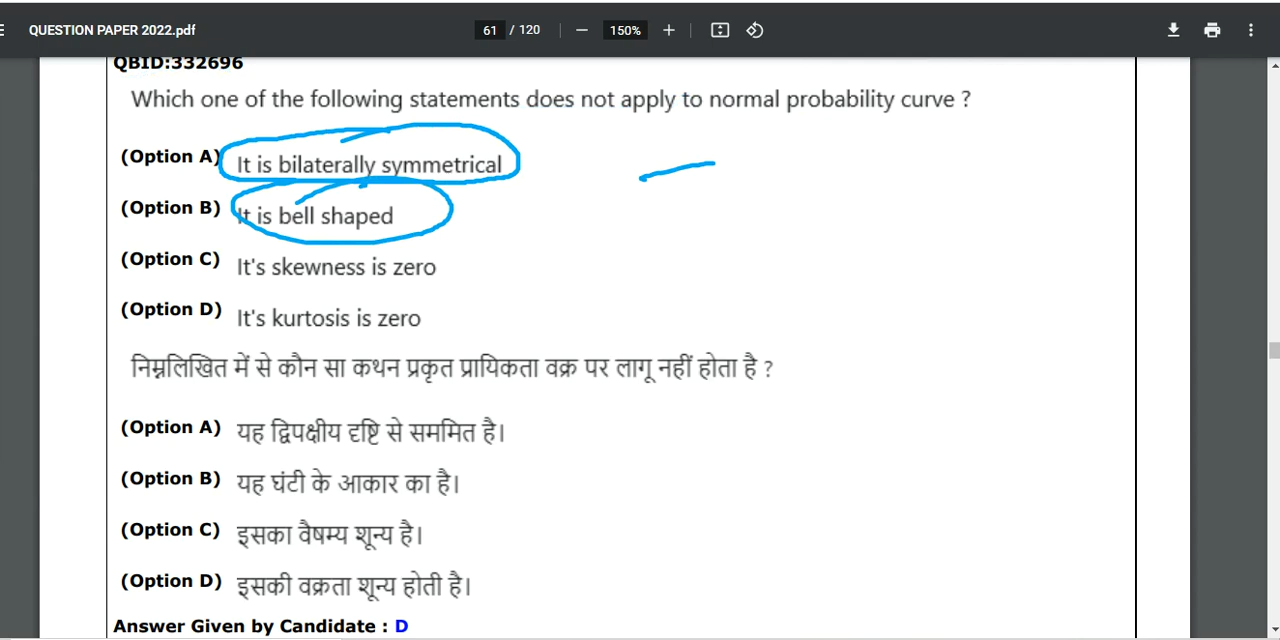 QUESTION PAPER 2022.pdf 61 / 120 150%
QBID:332696
Which one of the following statements does not apply to normal probability curve ?
(Option A) It is bilaterally symmetrical
(Option B) It is bell shaped
(Option C) It's skewness is zero
(Option D) It's kurtosis is zero
निम्नलिखित में से कौन सा कथन प्रकृत प्रायिकता वक्र पर लागू नहीं होता है ?
(Option A) यह द्विपक्षीय दृष्टि से सममित है।
(Option B) यह घंटी के आकार का है।
(Option C) इसका वैषम्य शून्य है।
(Option D) इसकी वक्रता शून्य होती है।
Answer Given by Candidate : D